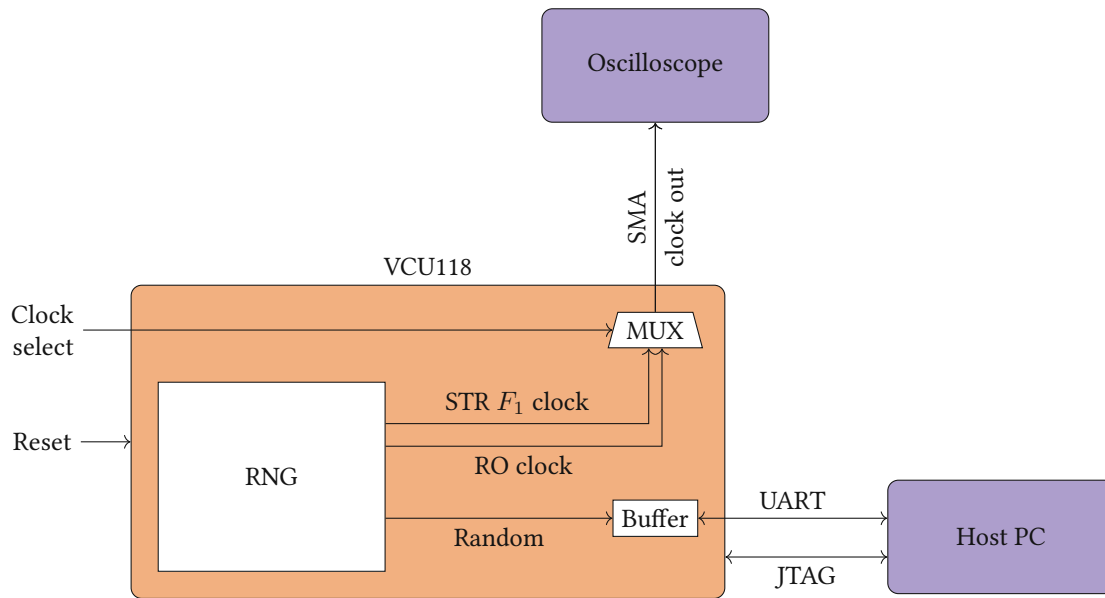 Oscilloscope
SMA
clock out
VCU118
Clock
select
MUX
STR F₁ clock
Reset
RNG
RO clock
UART
Buffer
Random
Host PC
JTAG